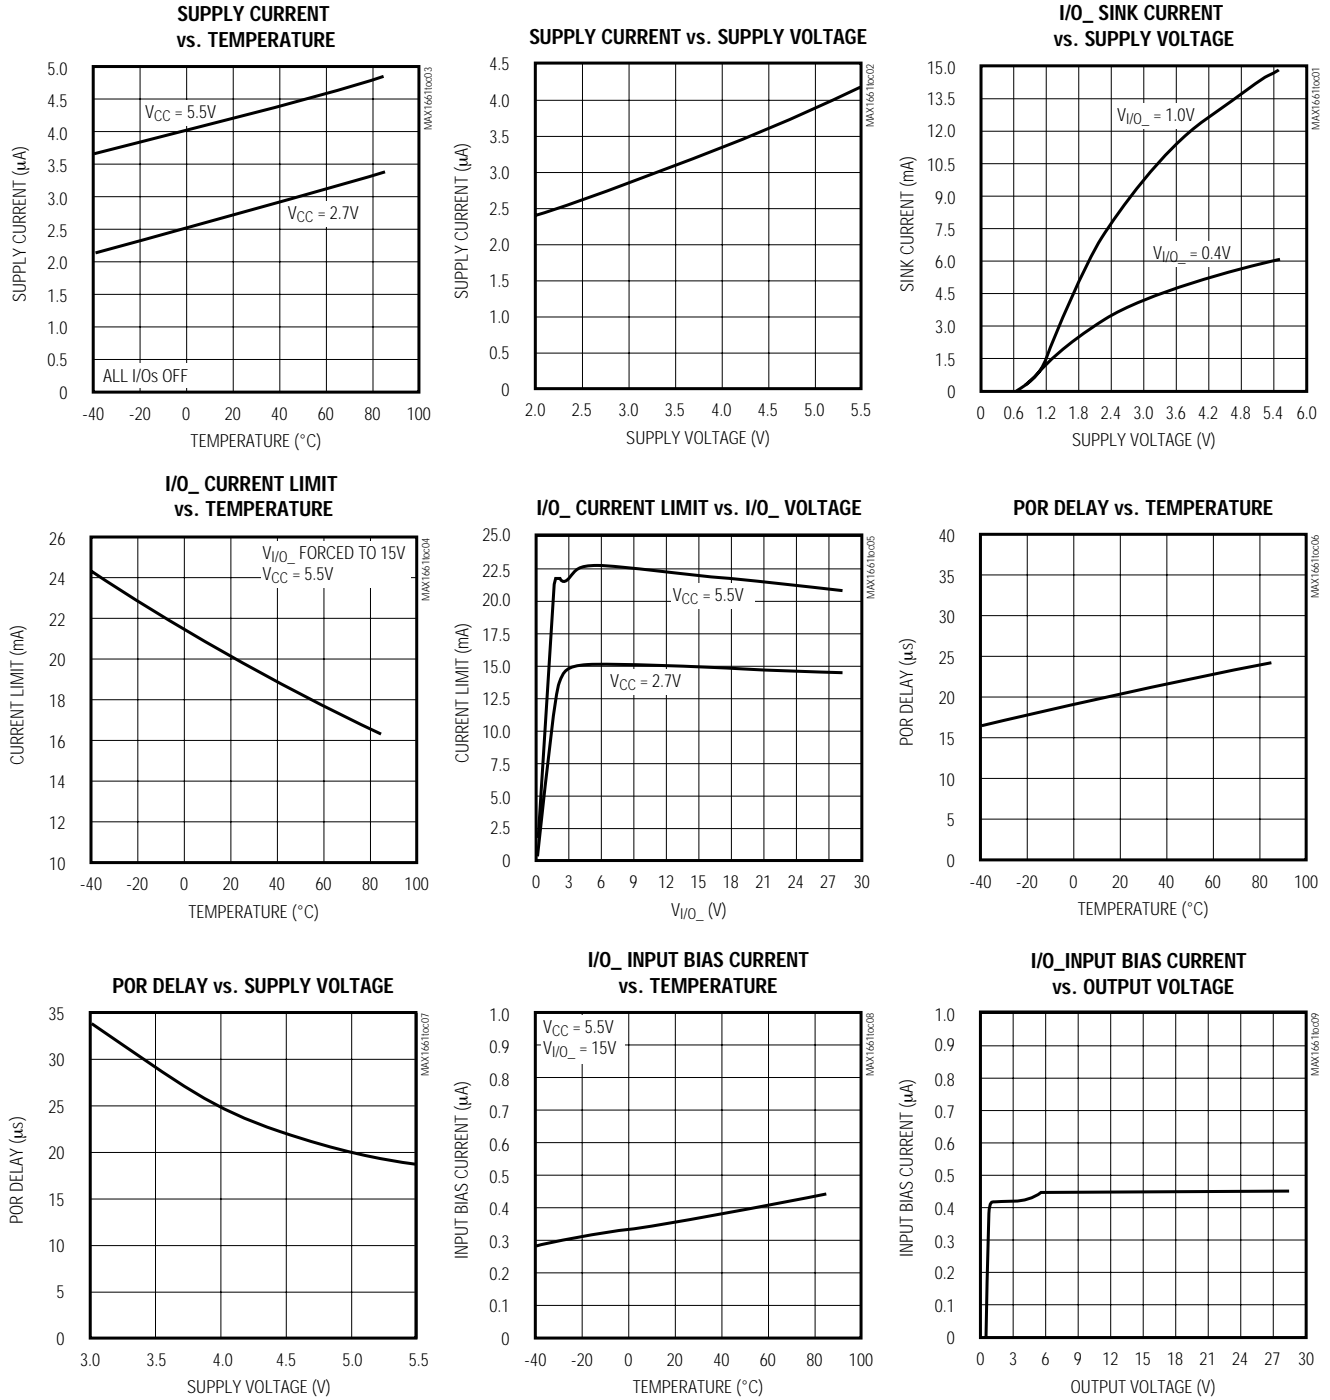 SUPPLY CURRENT
vs. TEMPERATURE
5.0
4.5
4.0
3.5
3.0
2.5
2.0
1.5
1.0
0.5
0
SUPPLY CURRENT (µA)
VCC = 5.5V
VCC = 2.7V
ALL I/Os OFF
-40 -20 0 20 40 60 80 100
TEMPERATURE (°C)
MAX1661toc03
SUPPLY CURRENT vs. SUPPLY VOLTAGE
4.5
4.0
3.5
3.0
2.5
2.0
1.5
1.0
0.5
0
SUPPLY CURRENT (µA)
2.0 2.5 3.0 3.5 4.0 4.5 5.0 5.5
SUPPLY VOLTAGE (V)
MAX1661toc02
I/O_ SINK CURRENT
vs. SUPPLY VOLTAGE
15.0
13.5
12.0
10.5
9.0
7.5
6.0
4.5
3.0
1.5
0
SINK CURRENT (mA)
VI/O_ = 1.0V
VI/O_ = 0.4V
0 0.6 1.2 1.8 2.4 3.0 3.6 4.2 4.8 5.4 6.0
SUPPLY VOLTAGE (V)
MAX1661toc01
I/O_ CURRENT LIMIT
vs. TEMPERATURE
26
24
22
20
18
16
14
12
10
CURRENT LIMIT (mA)
VI/O_ FORCED TO 15V
VCC = 5.5V
-40 -20 0 20 40 60 80 100
TEMPERATURE (°C)
MAX1661toc04
I/O_ CURRENT LIMIT vs. I/O_ VOLTAGE
25.0
22.5
20.0
17.5
15.0
12.5
10.0
7.5
5.0
2.5
0
CURRENT LIMIT (mA)
VCC = 5.5V
VCC = 2.7V
0 3 6 9 12 15 18 21 24 27 30
VI/O_ (V)
MAX1661toc05
POR DELAY vs. TEMPERATURE
40
35
30
25
20
15
10
5
0
POR DELAY (µs)
-40 -20 0 20 40 60 80 100
TEMPERATURE (°C)
MAX1661toc06
POR DELAY vs. SUPPLY VOLTAGE
35
30
25
20
15
10
5
0
POR DELAY (µs)
3.0 3.5 4.0 4.5 5.0 5.5
SUPPLY VOLTAGE (V)
MAX1661toc07
I/O_ INPUT BIAS CURRENT
vs. TEMPERATURE
1.0
0.9
0.8
0.7
0.6
0.5
0.4
0.3
0.2
0.1
0
INPUT BIAS CURRENT (µA)
VCC = 5.5V
VI/O_ = 15V
-40 -20 0 20 40 60 80 100
TEMPERATURE (°C)
MAX1661toc08
I/O_INPUT BIAS CURRENT
vs. OUTPUT VOLTAGE
1.0
0.9
0.8
0.7
0.6
0.5
0.4
0.3
0.2
0.1
0
INPUT BIAS CURRENT (µA)
0 3 6 9 12 15 18 21 24 27 30
OUTPUT VOLTAGE (V)
MAX1661toc09